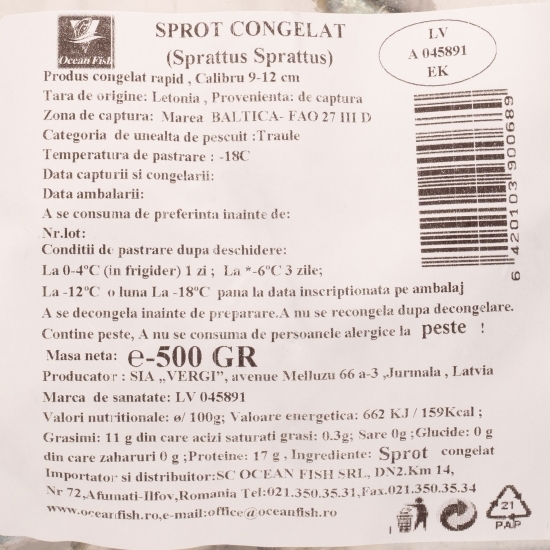 SPROT CONGELAT
(Sprattus Sprattus)
Ocean Fish
LV
A 045891
EK
Produs congelat rapid , Calibru 9-12 cm
Tara de origine: Letonia , Provenienta: de captura
Zona de captura: Marea BALTICA- FAO 27 III D
Categoria de unealta de pescuit :Traule
Temperatura de pastrare : -18C
Data capturii si congelarii:
Data ambalarii:
A se consuma de preferinta inainte de:
Nr.lot:
Conditii de pastrare dupa deschidere:
La 0-4ºC (in frigider) 1 zi ; La *-6ºC 3 zile;
La -12ºC o luna La -18ºC pana la data inscriptionata pe ambalaj
A se decongela inainte de preparare.A nu se recongela dupa decongelare.
Contine peste, A nu se consuma de persoanele alergice la peste !
Masa neta: e-500 GR
Producator : SIA „VERGI”, avenue Melluzu 66 a-3 ,Jurmala , Latvia
Marca de sanatate: LV 045891
Valori nutritionale: ø/ 100g; Valoare energetica: 662 KJ / 159Kcal ;
Grasimi: 11 g din care acizi saturati grasi: 0.3g; Sare 0g ;Glucide: 0 g
din care zaharuri 0 g ;Proteine: 17 g , Ingrediente: Sprot congelat
Importator si distribuitor:SC OCEAN FISH SRL, DN2.Km 14,
Nr 72,Afumati-Ilfov,Romania Tel:021.350.35.31,Fax.021.350.35.34
www.oceanfish.ro,e-mail:office@oceanfish.ro
6 420103 900689
21
PAP